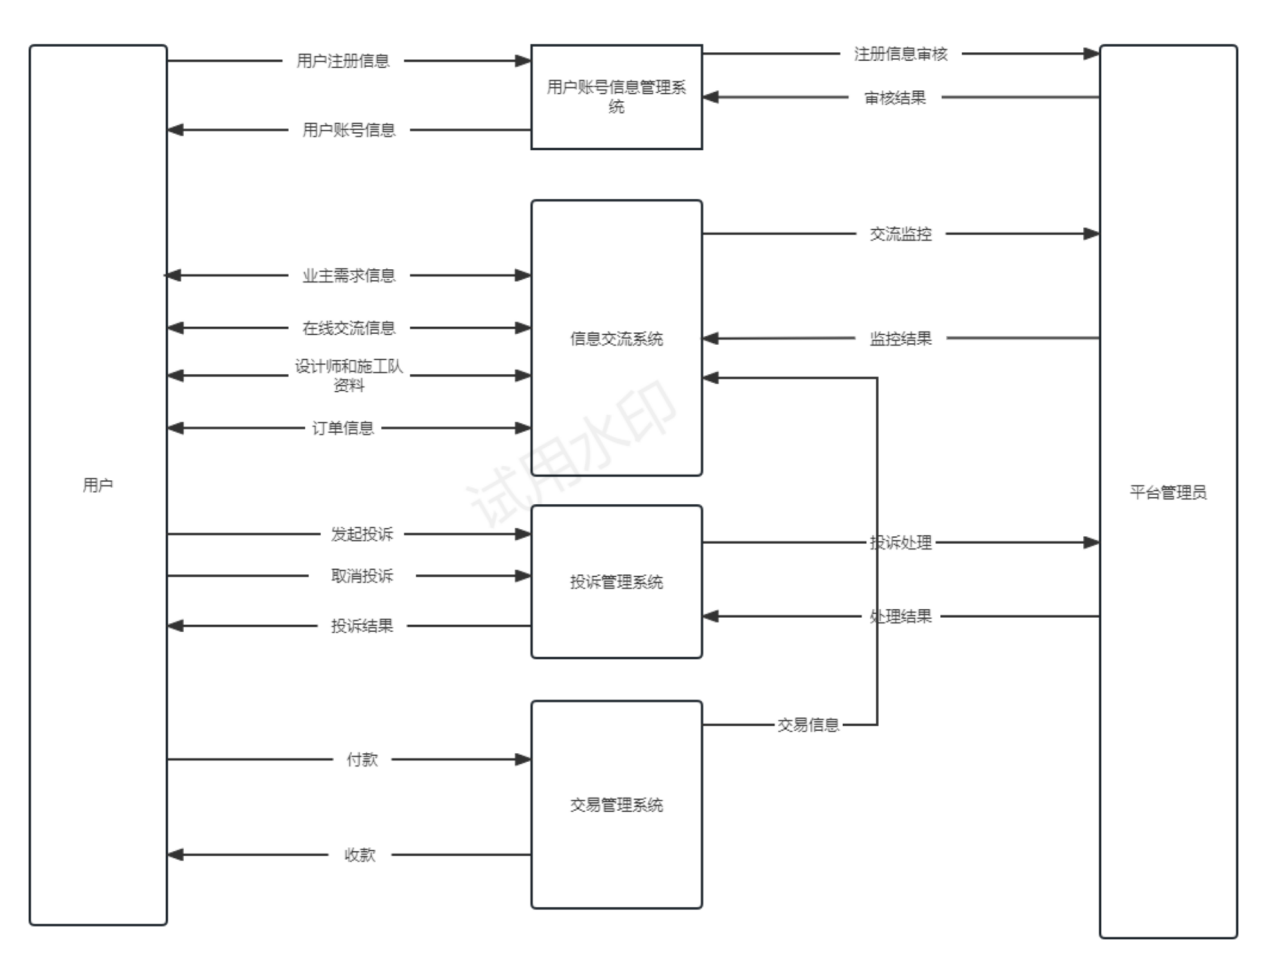 用户注册信息
注册信息审核
用户账号信息管理系
统
审核结果
用户账号信息
交流监控
业主需求信息
在线交流信息
信息交流系统
监控结果
设计师和施工队
资料
订单信息
试用水印
用户
平台管理员
发起投诉
投诉处理
取消投诉
投诉管理系统
处理结果
投诉结果
交易信息
付款
交易管理系统
收款